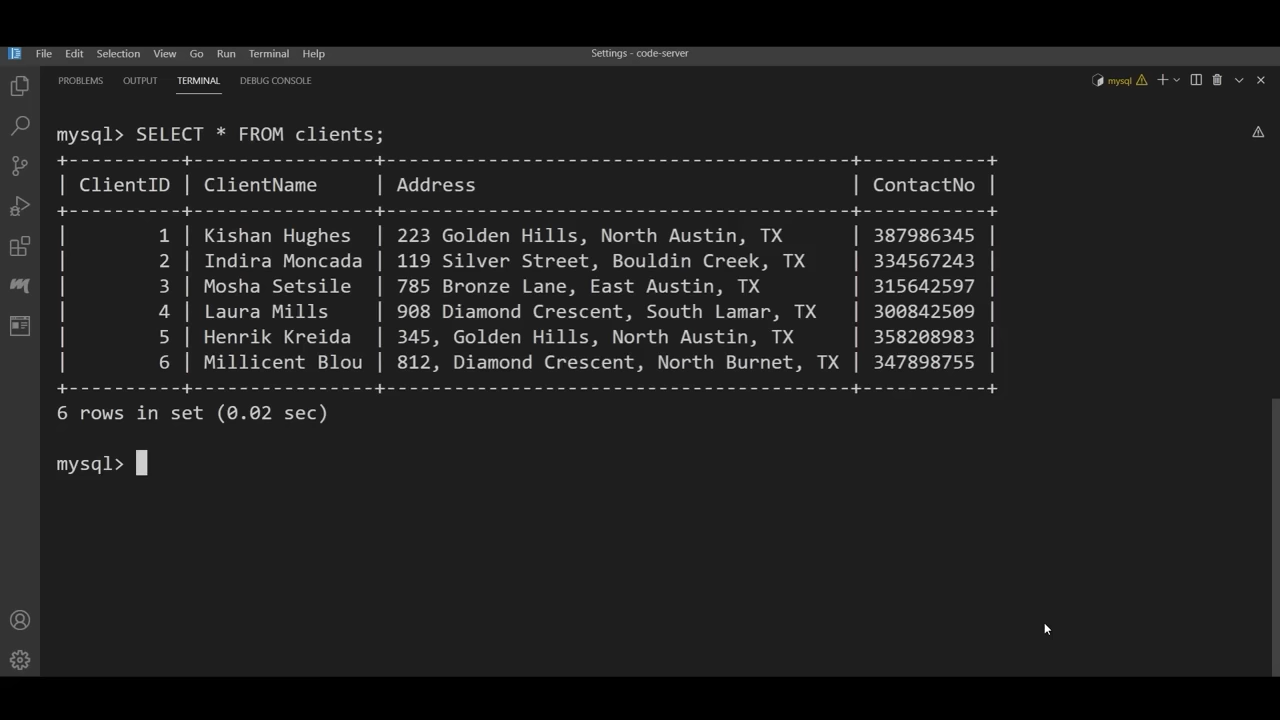 File Edit Selection View Go Run Terminal Help Settings - code-server
PROBLEMS OUTPUT TERMINAL DEBUG CONSOLE mysql
mysql> SELECT * FROM clients;
+----------+----------------+-----------------------------------------+-----------+
| ClientID | ClientName     | Address                                 | ContactNo |
+----------+----------------+-----------------------------------------+-----------+
|        1 | Kishan Hughes  | 223 Golden Hills, North Austin, TX      | 387986345 |
|        2 | Indira Moncada | 119 Silver Street, Bouldin Creek, TX    | 334567243 |
|        3 | Mosha Setsile  | 785 Bronze Lane, East Austin, TX        | 315642597 |
|        4 | Laura Mills    | 908 Diamond Crescent, South Lamar, TX   | 300842509 |
|        5 | Henrik Kreida  | 345, Golden Hills, North Austin, TX     | 358208983 |
|        6 | Millicent Blou | 812, Diamond Crescent, North Burnet, TX | 347898755 |
+----------+----------------+-----------------------------------------+-----------+
6 rows in set (0.02 sec)
mysql>